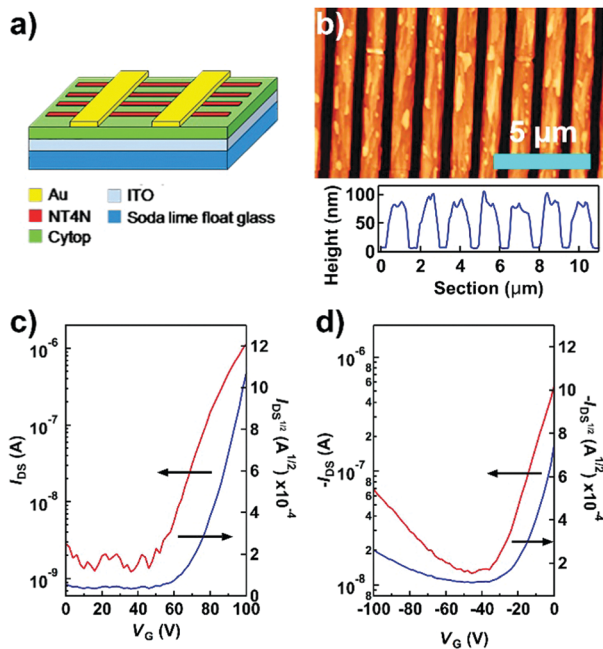 a)
Au
ITO
NT4N
Soda lime float glass
Cytop
b)
5 μm
Height (nm)
100
50
0
0 2 4 6 8 10
Section (μm)
c)
I_DS (A)
10^-6
10^-7
10^-8
10^-9
0 20 40 60 80 100
V_G (V)
12
10
8
6
4
2
0
I_DS^1/2 (A^1/2) x10^-4
d)
-I_DS (A)
10^-6
8
6
4
2
10^-7
8
6
4
2
10^-8
8
-100 -80 -60 -40 -20 0
V_G (V)
12
10
8
6
4
2
-I_DS^1/2 (A^1/2) x10^-4